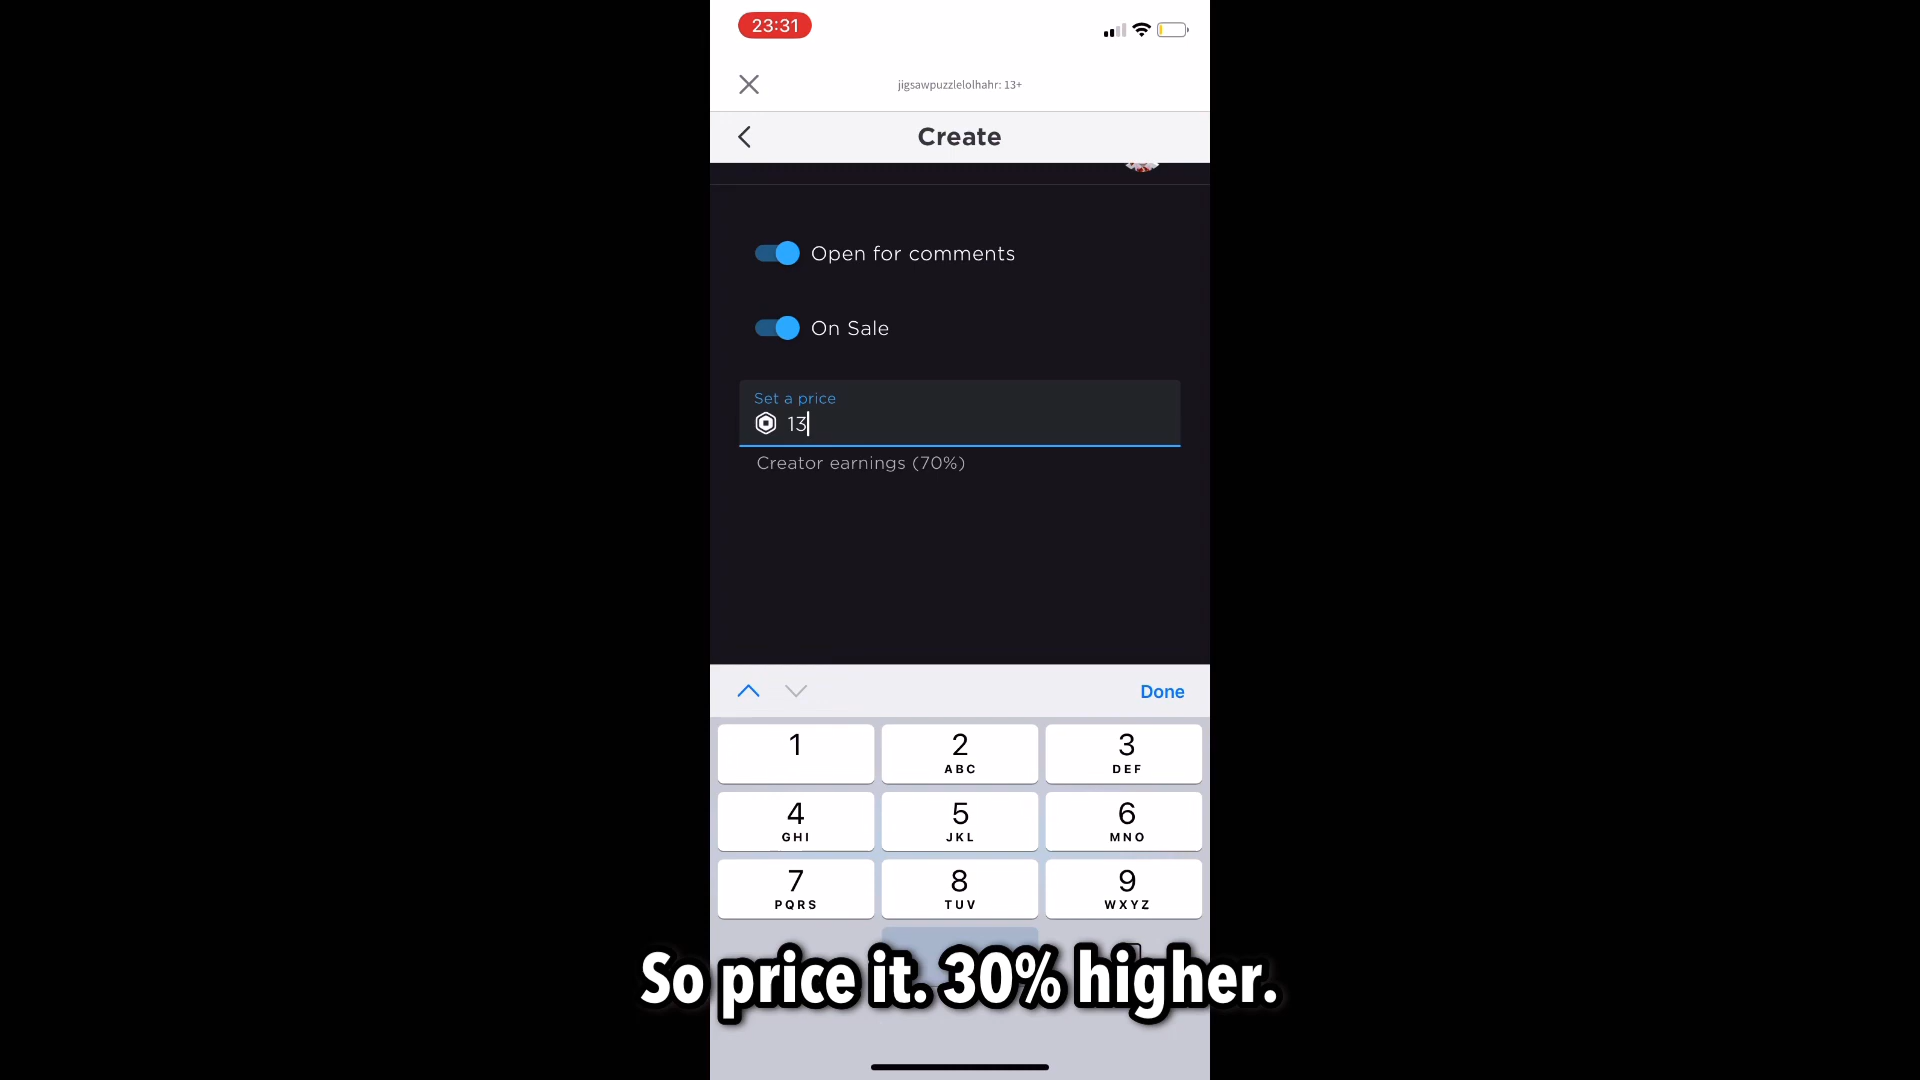 23:31
jigsawpuzzlelolhahr: 13+
Create
Open for comments
On Sale
Set a price
13
Creator earnings (70%)
Done
1
2
ABC
3
DEF
4
GHI
5
JKL
6
MNO
7
PQRS
8
TUV
9
WXYZ
So price it. 30% higher.